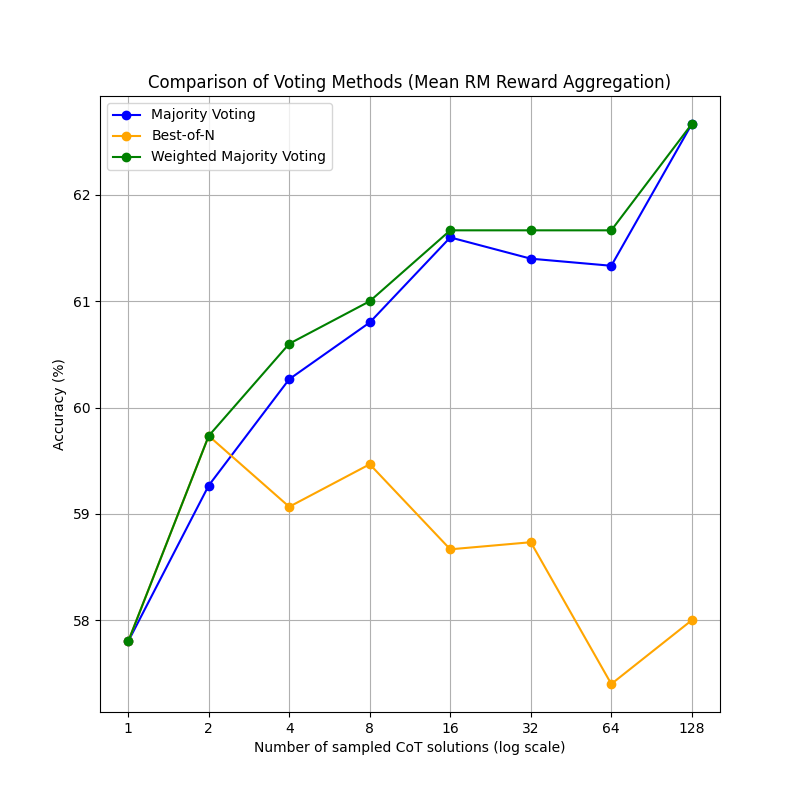 Comparison of Voting Methods (Mean RM Reward Aggregation)
Majority Voting
Best-of-N
Weighted Majority Voting
Accuracy (%)
62
61
60
59
58
1 2 4 8 16 32 64 128
Number of sampled CoT solutions (log scale)